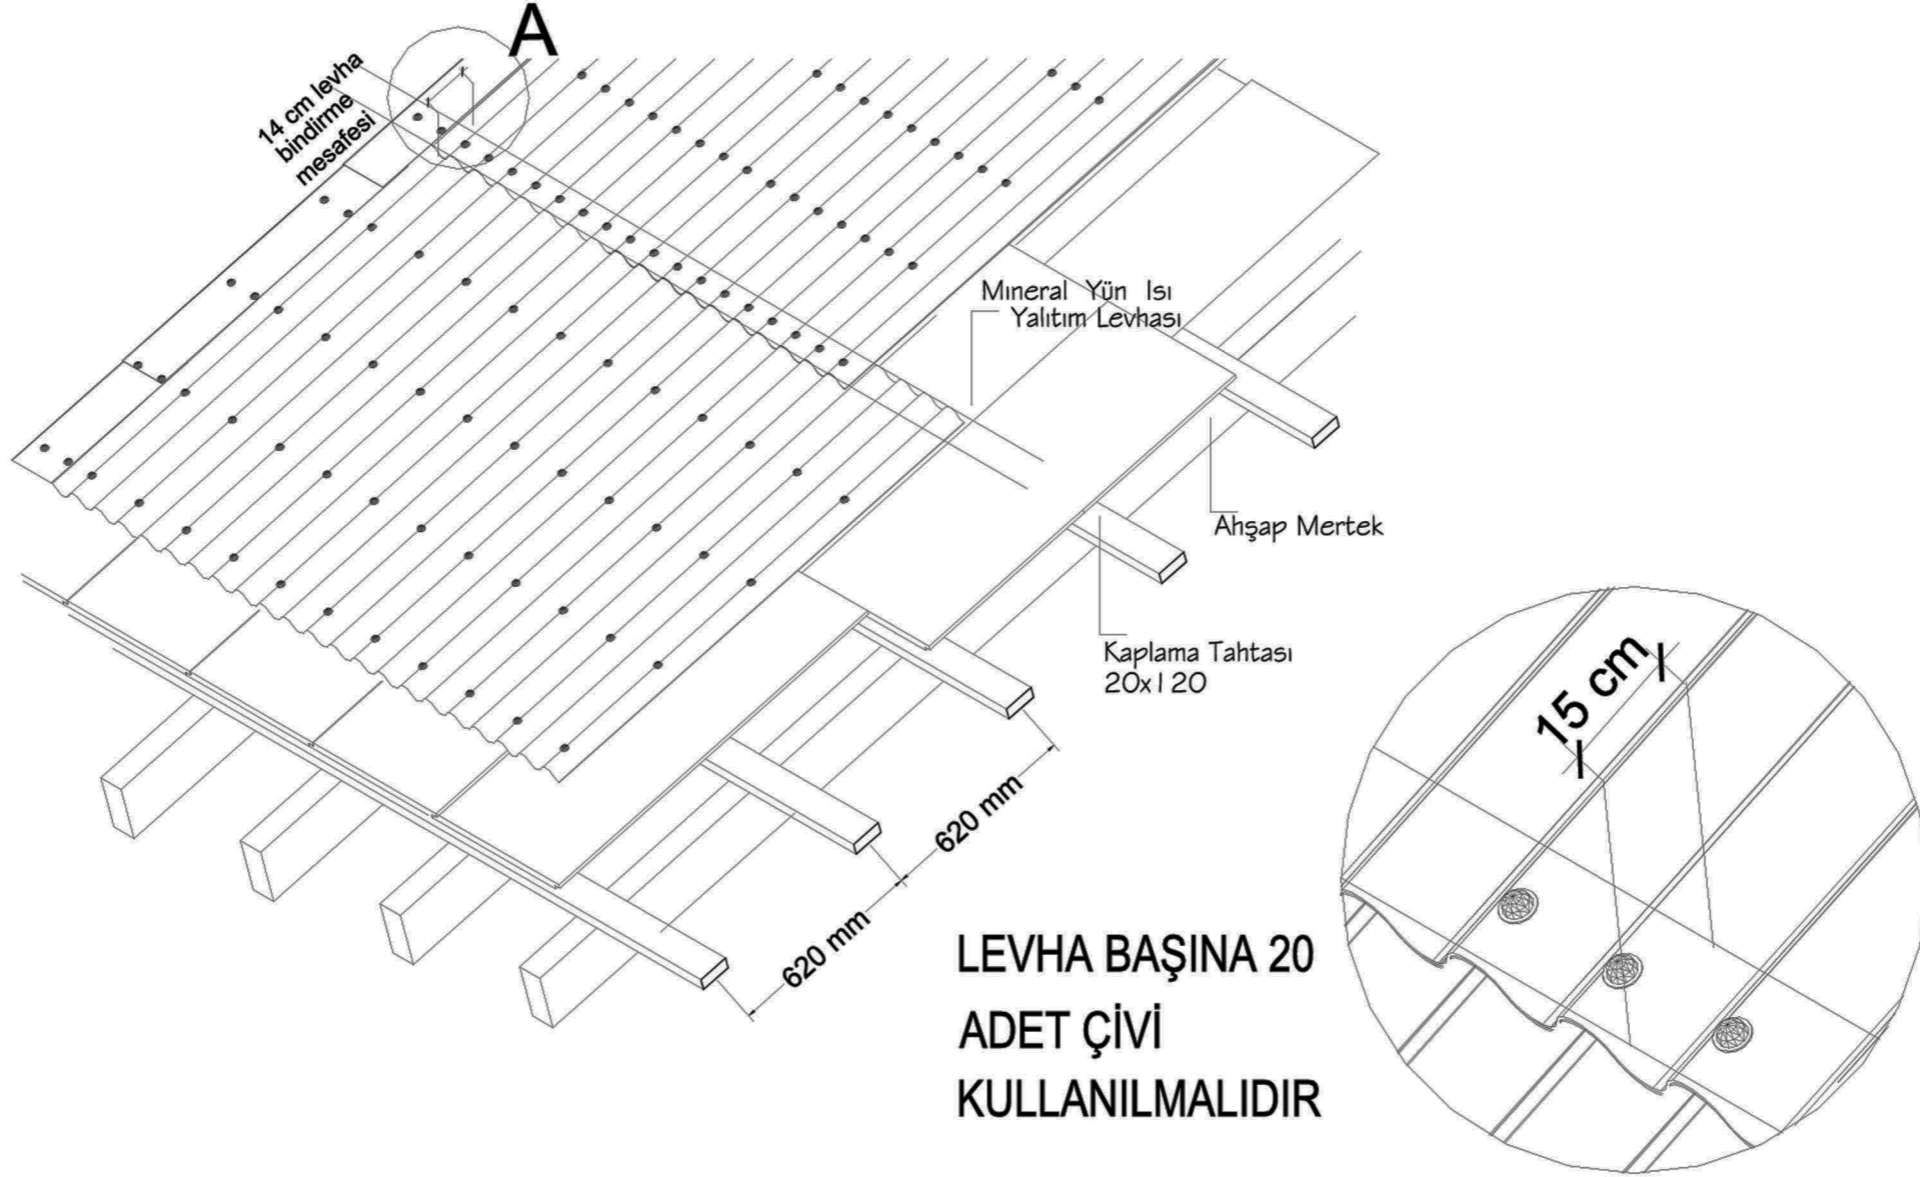 A
14 cm levha
bindirme
mesafesi
Mıneral Yün Isı
Yalıtım Levhası
Ahşap Mertek
Kaplama Tahtası
20x120
15 cm
620 mm
620 mm
LEVHA BAŞINA 20
ADET ÇİVİ
KULLANILMALIDIR